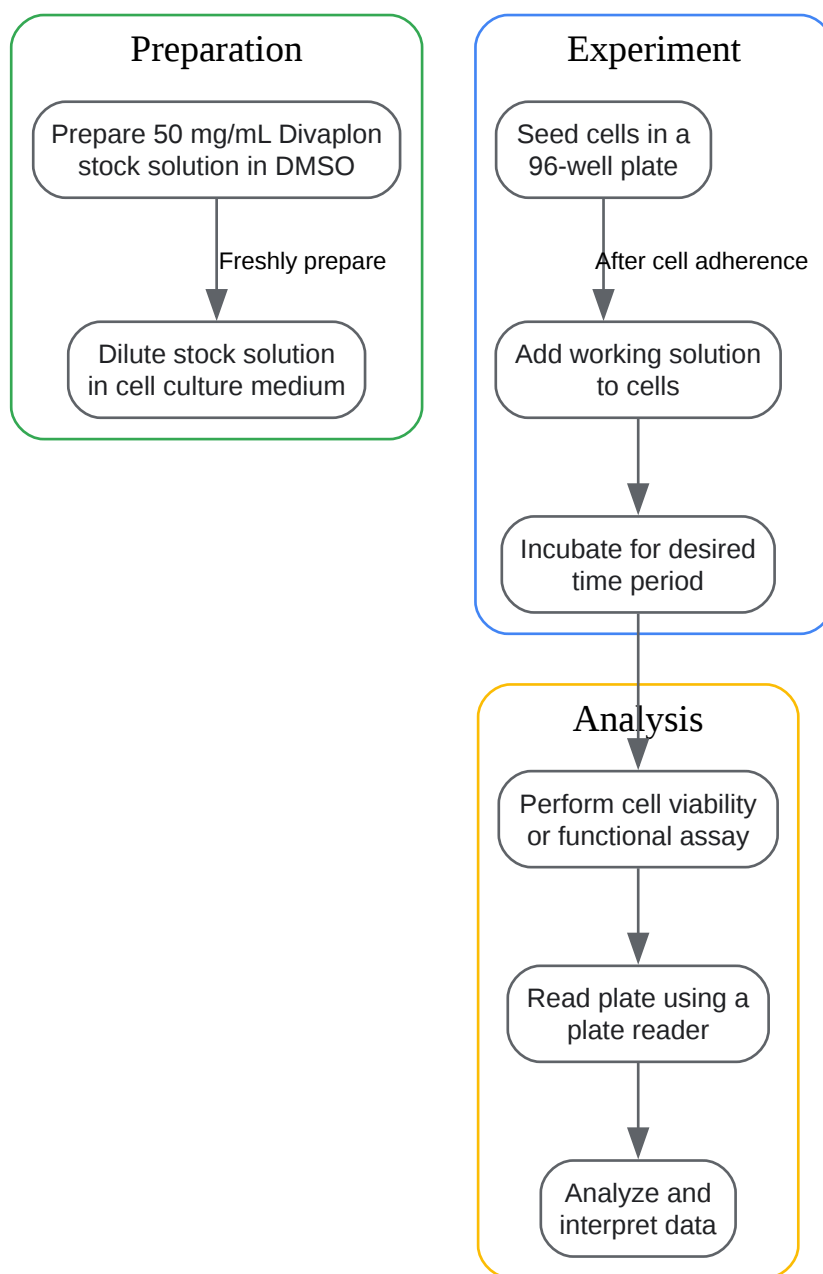 Preparation
Prepare 50 mg/mL Divaplon
stock solution in DMSO
Freshly prepare
Dilute stock solution
in cell culture medium
Experiment
Seed cells in a
96-well plate
After cell adherence
Add working solution
to cells
Incubate for desired
time period
Analysis
Perform cell viability
or functional assay
Read plate using a
plate reader
Analyze and
interpret data